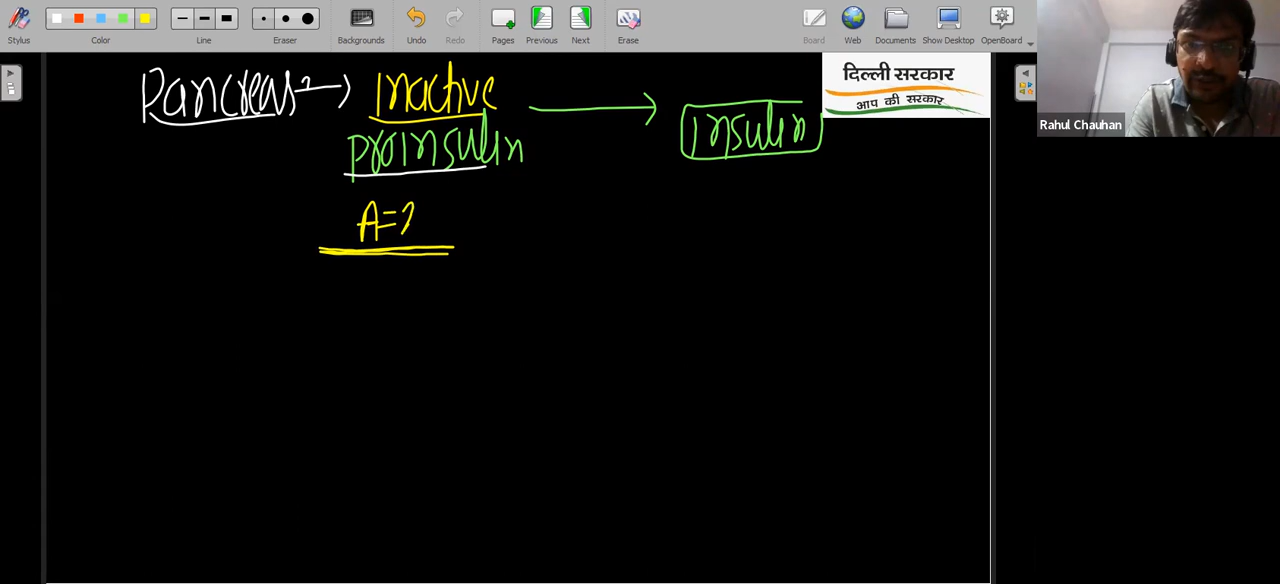 Stylus
Color
Line
Eraser
Backgrounds
Undo
Redo
Pages
Previous
Next
Erase
Board
Web
Documents
Show Desktop
OpenBoard
Pancreas → Inactive → insulin
proinsulin
A=2
दिल्ली सरकार
आप की सरकार
Rahul Chauhan